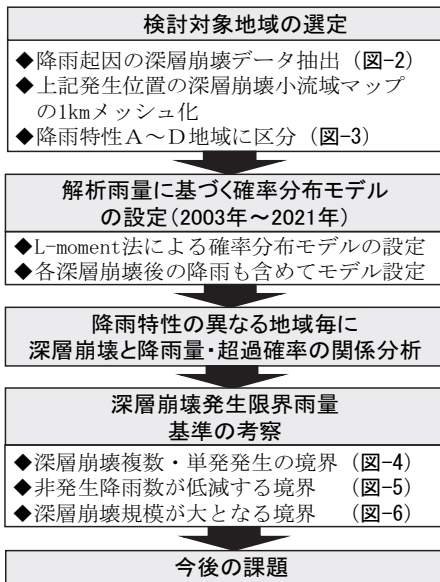 検討対象地域の選定
◆降雨起因の深層崩壊データ抽出（図-2）
◆上記発生位置の深層崩壊小流域マップ
の1kmメッシュ化
◆降雨特性Ａ～Ｄ地域に区分（図-3）
解析雨量に基づく確率分布モデル
の設定(2003年～2021年)
◆L-moment法による確率分布モデルの設定
◆各深層崩壊後の降雨も含めてモデル設定
降雨特性の異なる地域毎に
深層崩壊と降雨量・超過確率の関係分析
深層崩壊発生限界雨量
基準の考察
◆深層崩壊複数・単発発生の境界（図-4）
◆非発生降雨数が低減する境界（図-5）
◆深層崩壊規模が大となる境界（図-6）
今後の課題